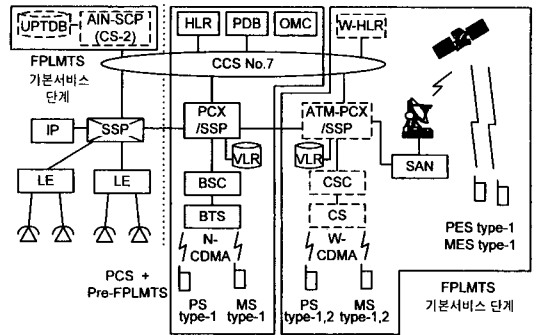 UPTDB
AIN-SCP
(CS-2)
HLR
PDB
OMC
W-HLR
FPLMTS
기본서비스
단계
CCS No.7
IP
SSP
PCX
/SSP
VLR
ATM-PCX
/SSP
VLR
SAN
LE
LE
BSC
CSC
BTS
CS
N-
CDMA
W-
CDMA
PES type-1
MES type-1
PCS +
Pre-FPLMTS
PS
type-1
MS
type-1
PS
type-1,2
MS
type-1,2
FPLMTS
기본서비스 단계